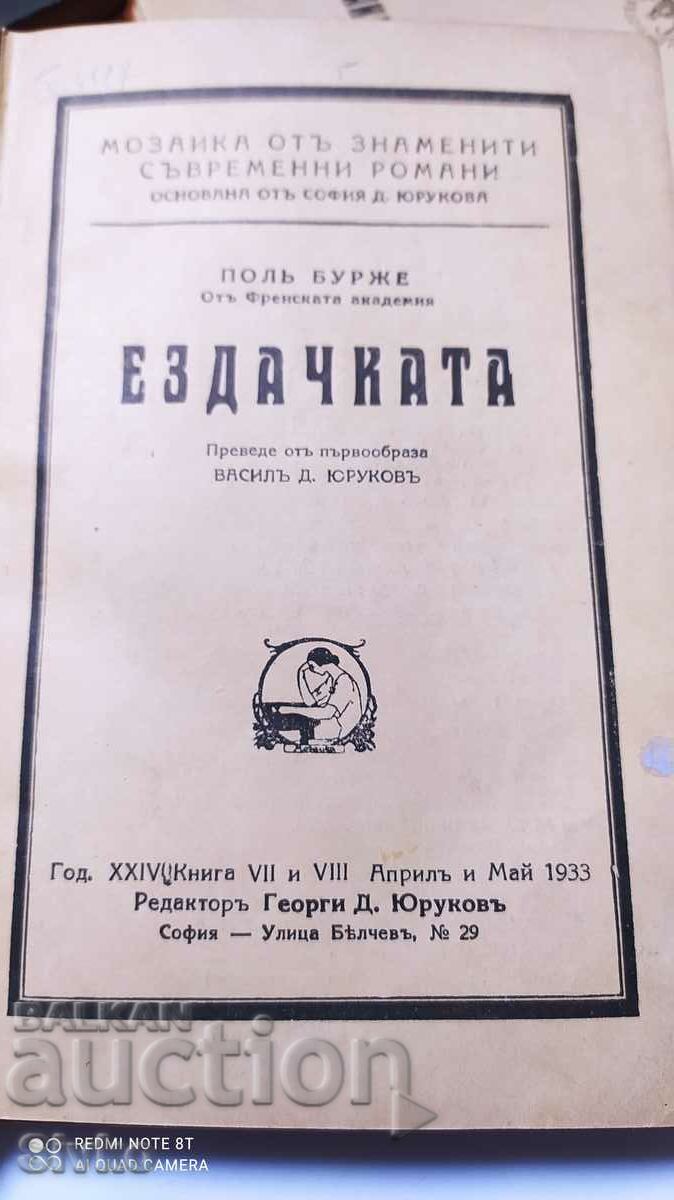 МОЗАИКА ОТЪ ЗНАМЕНИТИ
СЪВРЕМЕННИ РОМАНИ
ОСНОВАНА ОТЪ СОФИЯ Д. ЮРУКОВА
ПОЛЬ БУРЖЕ
Отъ Френската академия
ЕЗДАЧКАТА
Преведе отъ първообраза
ВАСИЛЪ Д. ЮРУКОВЪ
Год. XXIV Книга VII и VIII Априлъ и Май 1933
Редакторъ Георги Д. Юруковъ
София — Улица Бѣлчевъ, № 29
BALKAN
auction
REDMI NOTE 8T
AI QUAD CAMERA